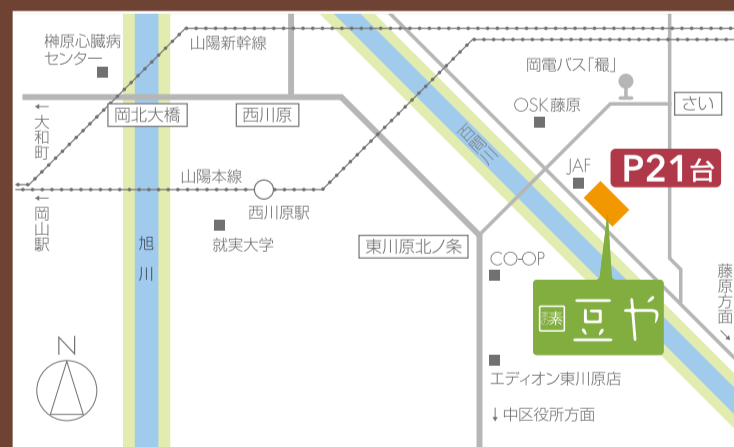 榊原心臓病
センター
山陽新幹線
岡電バス「穝」
OSK藤原
さい
←
大和町
岡北大橋
西川原
百間川
JAF
P21台
山陽本線
西川原駅
←
岡山駅
旭川
就実大学
東川原北ノ条
CO-OP
藤原方面
→
豆や
エディオン東川原店
↓中区役所方面
N